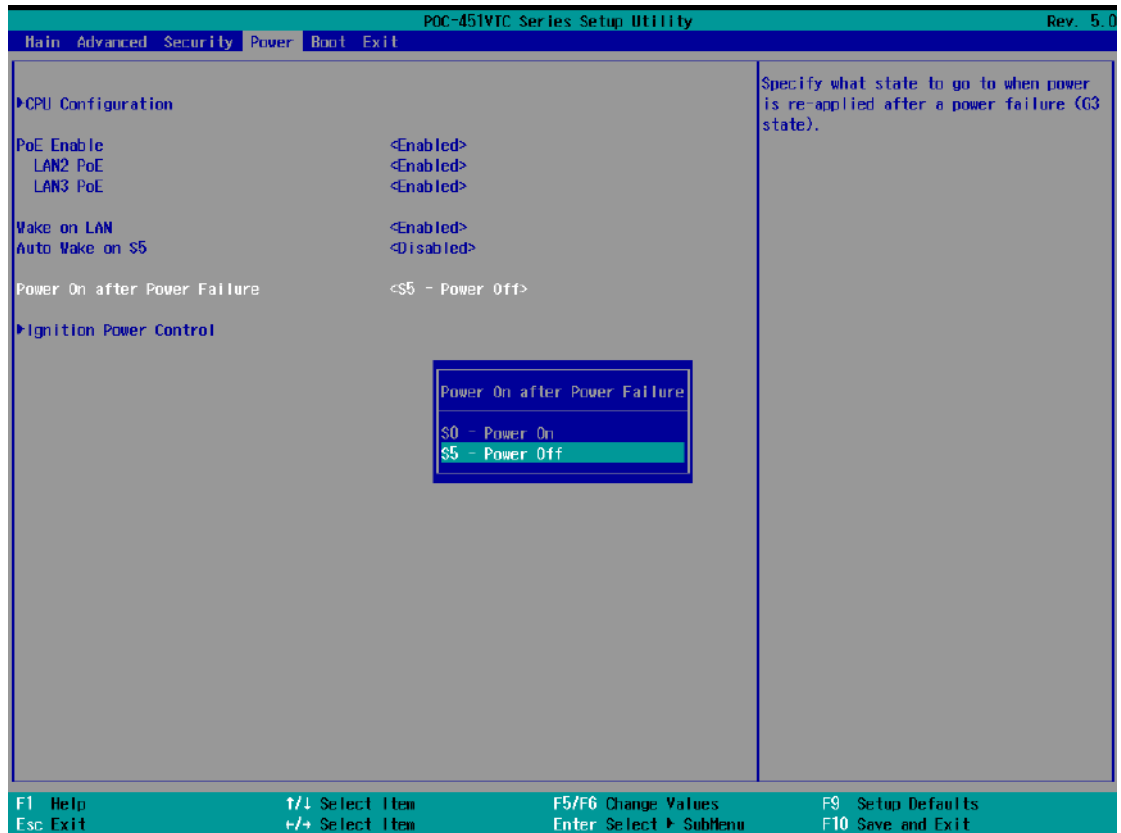 POC-451VTC Series Setup Utility Rev. 5.0
Main Advanced Security Power Boot Exit
▶CPU Configuration
PoE Enable <Enabled>
LAN2 PoE <Enabled>
LAN3 PoE <Enabled>
Wake on LAN <Enabled>
Auto Wake on S5 <Disabled>
Power On after Power Failure <S5 - Power Off>
▶Ignition Power Control
Specify what state to go to when power
is re-applied after a power failure (G3
state).
Power On after Power Failure
S0 - Power On
S5 - Power Off
F1 Help ↑/↓ Select Item F5/F6 Change Values F9 Setup Defaults
Esc Exit ←/→ Select Item Enter Select ▶ SubMenu F10 Save and Exit